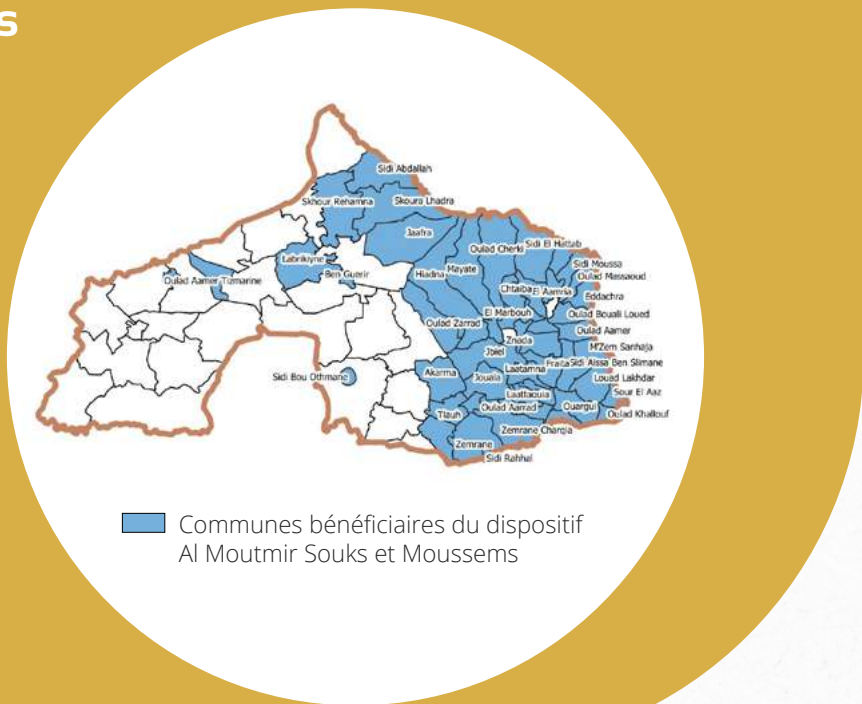 s
Sidi Abdallah
Skhour Rehamna
Skoura Lhadra
Jaafra
Oulad Cherki
Sidi El Hattab
Labrikiyne
Sidi Moussa
Hiadna
Mayate
Oulad Massaoud
Oulad Aamer Tizmarine
Ben Guerir
Chtaiba
El Aamria
Eddachra
El Marbouh
Oulad Bouali Loued
Oulad Zarrad
Oulad Aamer
Znada
M'Zem Sanhaja
Jbiel
Fraita
Sidi Aissa Ben Slimane
Akarma
Jouala
Laatamna
Louad Lakhdar
Sidi Bou Othmane
Laattaouia
Sour El Aaz
Tlauh
Oulad Aarrad
Ouargui
Oulad Khallouf
Zemrane
Zemrane Charqia
Sidi Rahhal
Communes bénéficiaires du dispositif
Al Moutmir Souks et Moussems